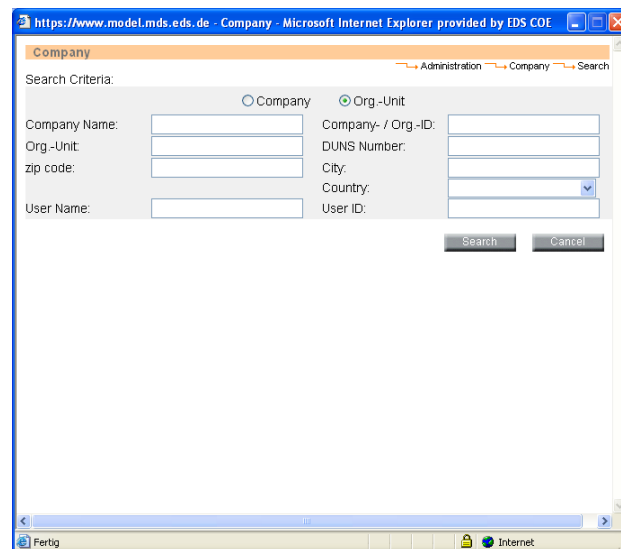 https://www.model.mds.eds.de - Company - Microsoft Internet Explorer provided by EDS COE
Company
Administration Company Search
Search Criteria:
Company Org.-Unit
Company Name: Company- / Org.-ID:
Org.-Unit: DUNS Number:
zip code: City:
Country:
User Name: User ID:
Search Cancel
Fertig Internet